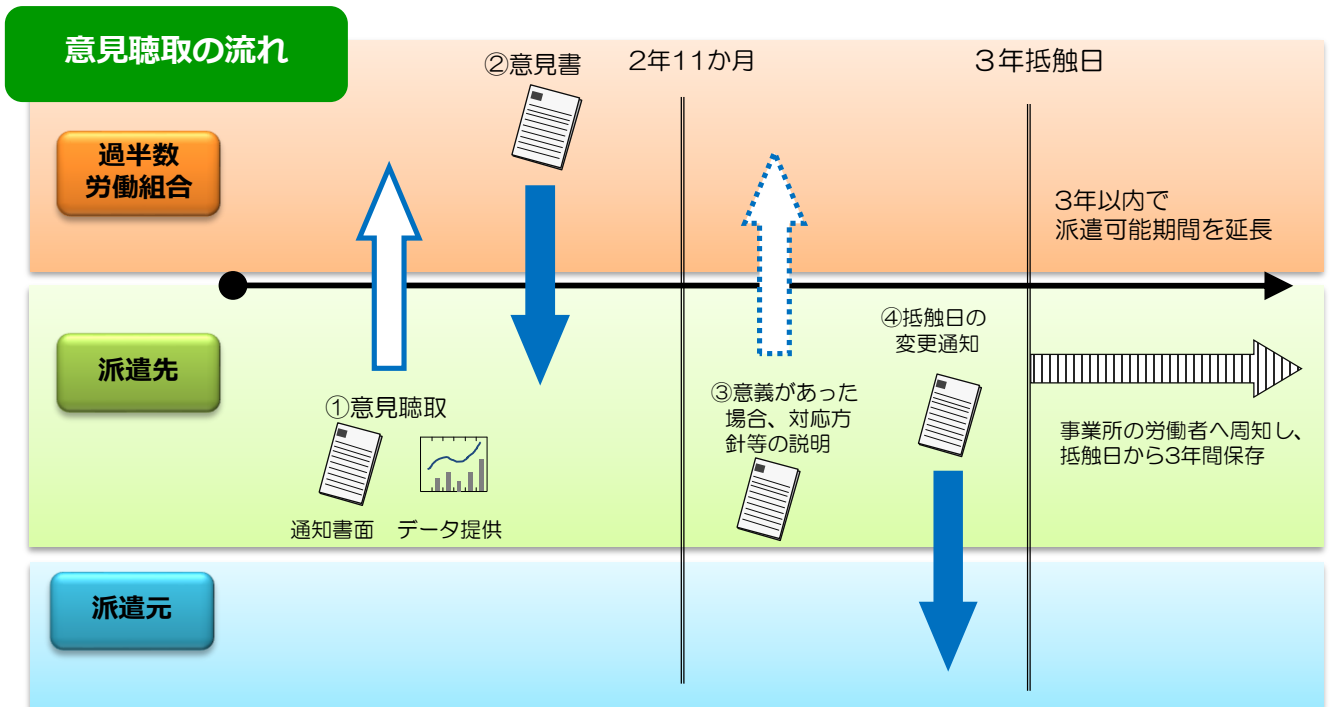 意見聴取の流れ
②意見書
2年11か月
3年抵触日
過半数
労働組合
3年以内で
派遣可能期間を延長
派遣先
①意見聴取
通知書面
データ提供
③意義があった
場合、対応方
針等の説明
④抵触日の
変更通知
事業所の労働者へ周知し、
抵触日から3年間保存
派遣元